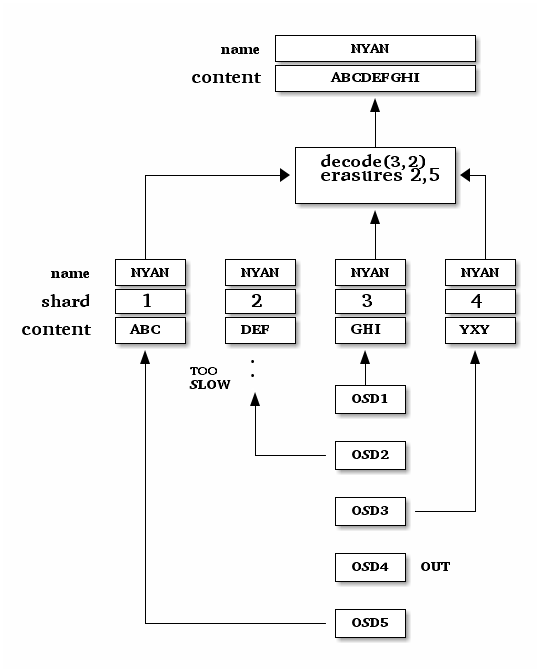 name NYAN
content ABCDEFGHI
decode(3,2)
erasures 2,5
name NYAN NYAN NYAN NYAN
shard 1 2 3 4
content ABC DEF GHI YXY
TOO
SLOW
OSD1
OSD2
OSD3
OSD4 OUT
OSD5